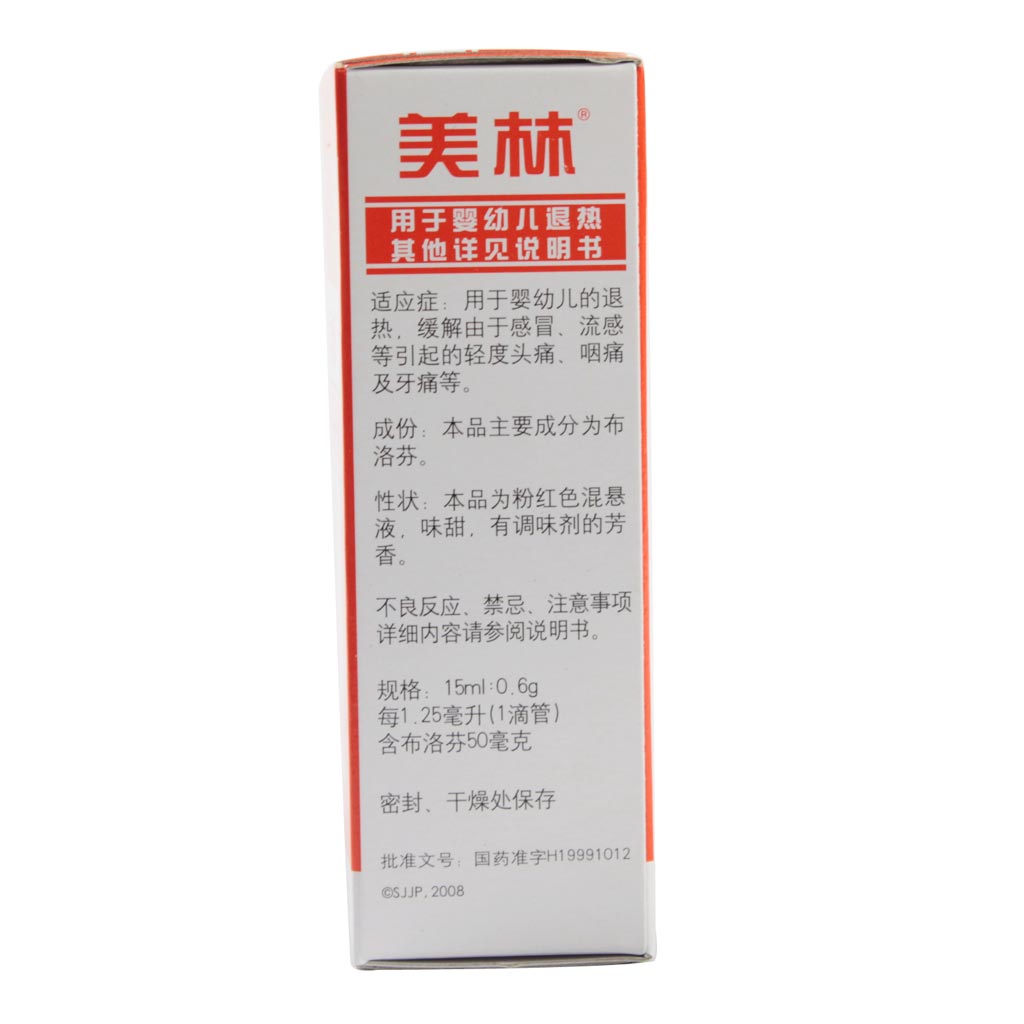 美林®
用于婴幼儿退热
其他详见说明书
适应症：用于婴幼儿的退
热，缓解由于感冒、流感
等引起的轻度头痛、咽痛
及牙痛等。
成份：本品主要成分为布
洛芬。
性状：本品为粉红色混悬
液，味甜，有调味剂的芳
香。
不良反应、禁忌、注意事项
详细内容请参阅说明书。
规格：15ml:0.6g
每1.25毫升(1滴管)
含布洛芬50毫克
密封、干燥处保存
批准文号：国药准字H19991012
©SJJP, 2008